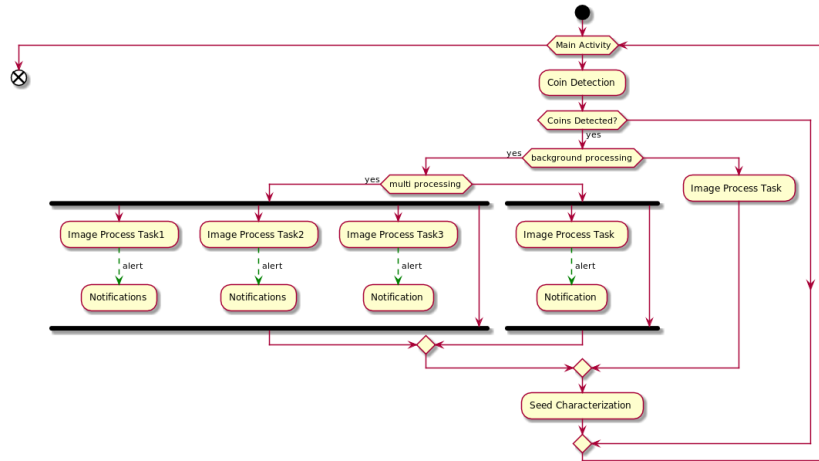 Main Activity
Coin Detection
Coins Detected?
yes
yes
background processing
yes
multi processing
Image Process Task
Image Process Task1
Image Process Task2
Image Process Task3
Image Process Task
alert
alert
alert
alert
Notifications
Notifications
Notification
Notification
Seed Characterization